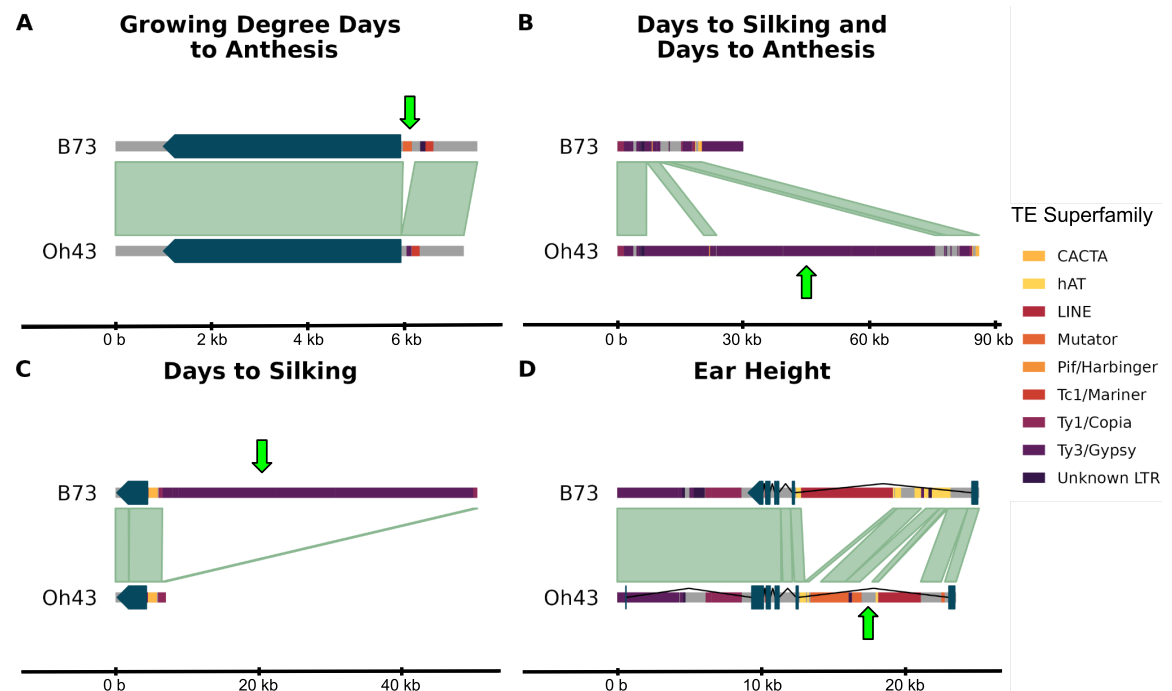 A
Growing Degree Days
to Anthesis
B73
Oh43
0 b
2 kb
4 kb
6 kb
B
Days to Silking and
Days to Anthesis
B73
Oh43
0 b
30 kb
60 kb
90 kb
TE Superfamily
CACTA
hAT
LINE
Mutator
Pif/Harbinger
Tc1/Mariner
Ty1/Copia
Ty3/Gypsy
Unknown LTR
C
Days to Silking
B73
Oh43
0 b
20 kb
40 kb
D
Ear Height
B73
Oh43
0 b
10 kb
20 kb